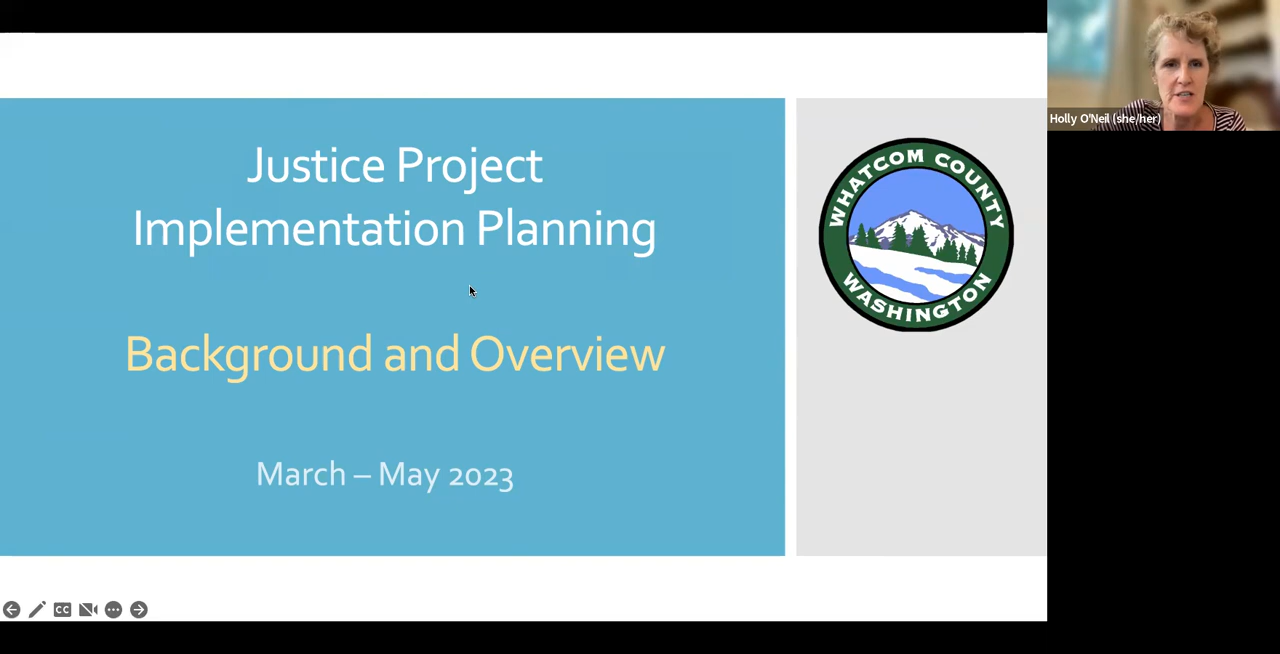 Justice Project
Implementation Planning
Background and Overview
March – May 2023
WHATCOM COUNTY
WASHINGTON
Holly O'Neil (she/her)
CC